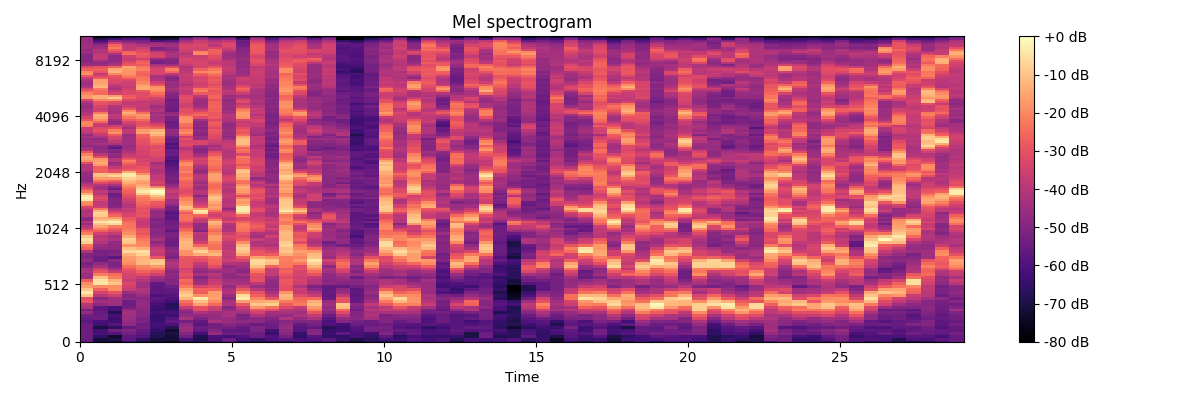 Mel spectrogram
8192
4096
2048
1024
512
0
Hz
0 5 10 15 20 25
Time
+0 dB
-10 dB
-20 dB
-30 dB
-40 dB
-50 dB
-60 dB
-70 dB
-80 dB